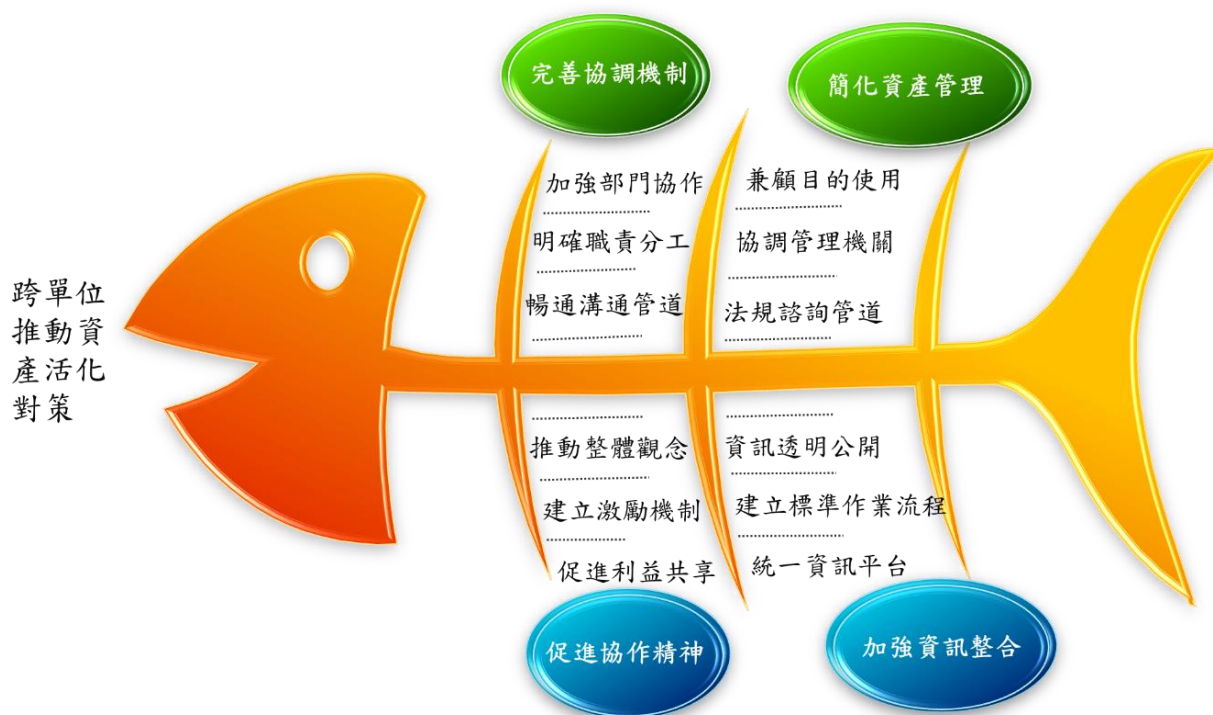 完善協調機制
簡化資產管理
加強部門協作
兼顧目的使用
明確職責分工
協調管理機關
暢通溝通管道
法規諮詢管道
跨單位
推動資
產活化
對策
推動整體觀念
資訊透明公開
建立激勵機制
建立標準作業流程
促進利益共享
統一資訊平台
促進協作精神
加強資訊整合